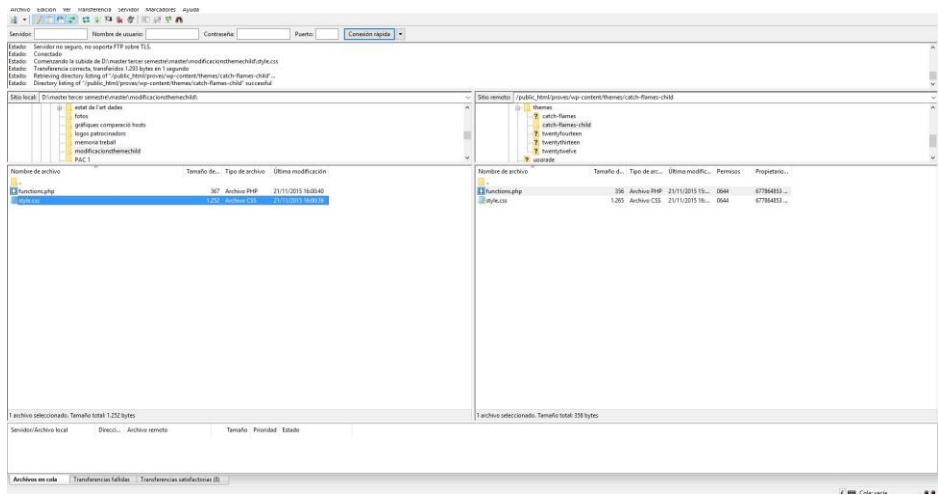 Archivo Edición Ver Transferencia Servidor Marcadores Ayuda
Servidor: Nombre de usuario: Contraseña: Puerto: Conexión rápida
Estado: Servidor no seguro, no soporta FTP sobre TLS.
Estado: Conectado
Estado: Comenzando la subida de D:\master tercer semestre\master\modificacionsthemechild\style.css
Estado: Transferencia correcta, transferidos 1.293 bytes en 1 segundo
Estado: Retrieving directory listing of "/public_html/proves/wp-content/themes/catch-flames-child"...
Estado: Directory listing of "/public_html/proves/wp-content/themes/catch-flames-child" successful
Sitio local: D:\master tercer semestre\master\modificacionsthemechild\
estat de l'art dades
fotos
gràfiques comparació hosts
logos patrocinadors
memoria treball
modificacionsthemechild
PAC 1
Sitio remoto: /public_html/proves/wp-content/themes/catch-flames-child
themes
catch-flames
catch-flames-child
twentyfourteen
twentythirteen
twentytwelve
upgrade
Nombre de archivo Tamaño de... Tipo de archivo Última modificación
..
functions.php 367 Archivo PHP 21/11/2015 16:00:40
style.css 1.252 Archivo CSS 21/11/2015
1 archivo seleccionado. Tamaño total: 1.252 bytes
Nombre de archivo Tamaño d... Tipo de arc... Última modific... Permisos Propietario...
..
functions.php 356 Archivo PHP 21/11/2015 15:... 0644 677864853 ...
style.css 1.265 Archivo CSS 21/11/2015 16:... 0644 677864853 ...
1 archivo seleccionado. Tamaño total: 356 bytes
Servidor/Archivo local Direcci... Archivo remoto Tamaño Prioridad Estado
Archivos en cola Transferencias fallidas Transferencias satisfactorias (5)
Cola: vacía